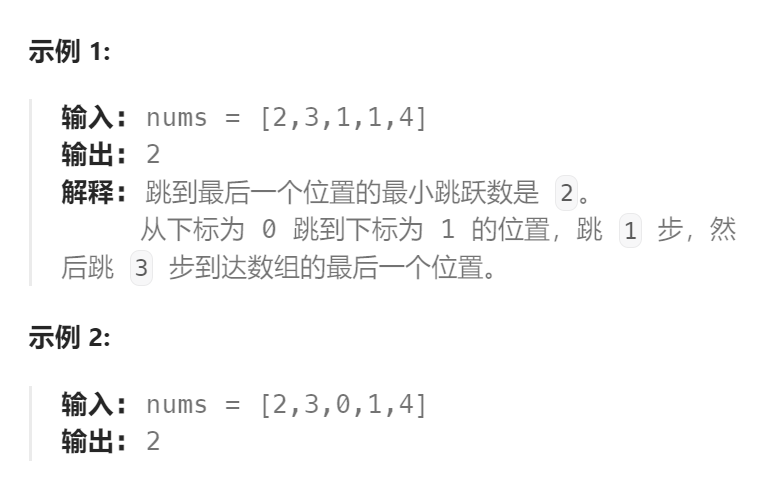 示例 1:
输入：nums = [2,3,1,1,4]
输出：2
解释：跳到最后一个位置的最小跳跃数是 2。
从下标为 0 跳到下标为 1 的位置，跳 1 步，然
后跳 3 步到达数组的最后一个位置。
示例 2:
输入：nums = [2,3,0,1,4]
输出：2